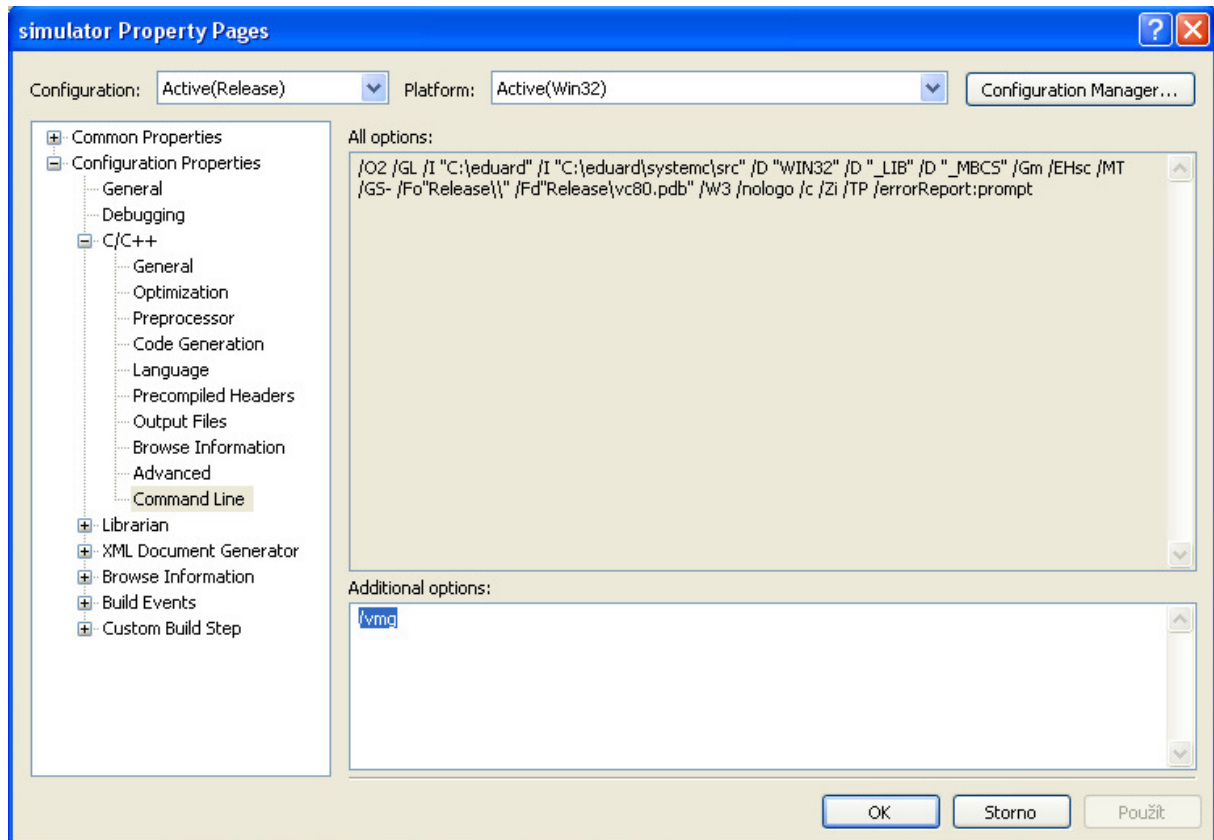 simulator Property Pages
Configuration: Active(Release) Platform: Active(Win32) Configuration Manager...
Common Properties
Configuration Properties
General
Debugging
C/C++
General
Optimization
Preprocessor
Code Generation
Language
Precompiled Headers
Output Files
Browse Information
Advanced
Command Line
Librarian
XML Document Generator
Browse Information
Build Events
Custom Build Step
All options:
/O2 /GL /I "C:\eduard" /I "C:\eduard\systemc\src" /D "WIN32" /D "_LIB" /D "_MBCS" /Gm /EHsc /MT
/GS- /Fo"Release\\" /Fd"Release\vc80.pdb" /W3 /nologo /c /Zi /TP /errorReport:prompt
Additional options:
/vmg
OK Storno Použít